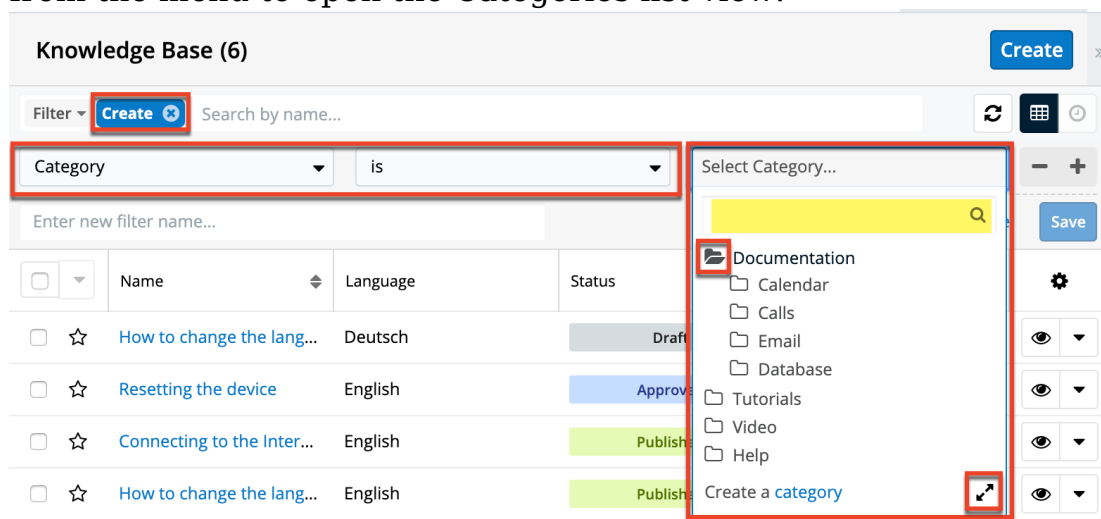 Knowledge Base (6) Create »
Filter Create Search by name...
Category is Select Category...
Enter new filter name... Save
Documentation
Calendar
Calls
Email
Database
Tutorials
Video
Help
Create a category
Name Language Status
How to change the lang... Deutsch Draft
Resetting the device English Approv
Connecting to the Inter... English Publish
How to change the lang... English Publish